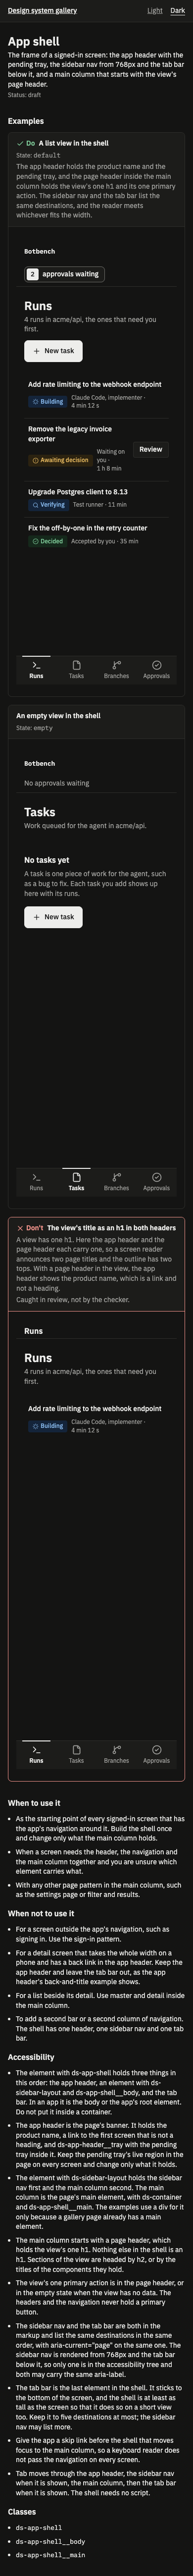 Design system gallery
Light
Dark
App shell
The frame of a signed-in screen: the app header with the
pending tray, the sidebar nav from 768px and the tab bar
below it, and a main column that starts with the view's
page header.
Status: draft
Examples
Do A list view in the shell
State: default
The app header holds the product name and the
pending tray, and the page header inside the main
column holds the view's one h1 and its one primary
action. The sidebar nav and the tab bar list the
same destinations, and the reader meets
whichever fits the width.
Botbench
2 approvals waiting
Runs
4 runs in acme/api, the ones that need you
first.
New task
Add rate limiting to the webhook endpoint
Building
Claude Code, implementer ·
4 min 12 s
Remove the legacy invoice
exporter
Awaiting decision
Waiting on
you ·
1 h 8 min
Review
Upgrade Postgres client to 8.13
Verifying
Test runner · 11 min
Fix the off-by-one in the retry counter
Decided
Accepted by you · 35 min
Runs
Tasks
Branches
Approvals
An empty view in the shell
State: empty
Botbench
No approvals waiting
Tasks
Work queued for the agent in acme/api.
No tasks yet
A task is one piece of work for the agent, such
as a bug to fix. Each task you add shows up
here with its runs.
New task
Runs
Tasks
Branches
Approvals
Don't The view's title as an h1 in both headers
A view has one h1. Here the app header and the
page header each carry one, so a screen reader
announces two page titles and the outline has two
tops. With a page header in the view, the app
header shows the product name, which is a link and
not a heading.
Caught in review, not by the checker.
Runs
Runs
4 runs in acme/api, the ones that need you
first.
Add rate limiting to the webhook endpoint
Building
Claude Code, implementer ·
4 min 12 s
Runs
Tasks
Branches
Approvals
When to use it
As the starting point of every signed-in screen that has
the app's navigation around it. Build the shell once
and change only what the main column holds.
When a screen needs the header, the navigation and
the main column together and you are unsure which
element carries what.
With any other page pattern in the main column, such
as the settings page or filter and results.
When not to use it
For a screen outside the app's navigation, such as
signing in. Use the sign-in pattern.
For a detail screen that takes the whole width on a
phone and has a back link in the app header. Keep the
app header and leave the tab bar out, as the app
header's back-and-title example shows.
For a list beside its detail. Use master and detail inside
the main column.
To add a second bar or a second column of navigation.
The shell has one header, one sidebar nav and one tab
bar.
Accessibility
The element with ds-app-shell holds three things in
this order: the app header, an element with ds-
sidebar-layout and ds-app-shell__body, and the tab
bar. In an app it is the body or the app's root element.
Do not put it inside a container.
The app header is the page's banner. It holds the
product name, a link to the first screen that is not a
heading, and ds-app-header__tray with the pending
tray inside it. Keep the pending tray's live region in the
page on every screen and change only what it holds.
The element with ds-sidebar-layout holds the sidebar
nav first and the main column second. The main
column is the page's main element, with ds-container
and ds-app-shell__main. The examples use a div for it
only because a gallery page already has a main
element.
The main column starts with a page header, which
holds the view's one h1. Nothing else in the shell is an
h1. Sections of the view are headed by h2, or by the
titles of the components they hold.
The view's one primary action is in the page header, or
in the empty state when the view has no data. The
headers and the navigation never hold a primary
button.
The sidebar nav and the tab bar are both in the
markup and list the same destinations in the same
order, with aria-current="page" on the same one. The
sidebar nav is rendered from 768px and the tab bar
below it, so only one is in the accessibility tree and
both may carry the same aria-label.
The tab bar is the last element in the shell. It sticks to
the bottom of the screen, and the shell is at least as
tall as the screen so that it does so on a short view
too. Keep it to five destinations at most; the sidebar
nav may list more.
Give the app a skip link before the shell that moves
focus to the main column, so a keyboard reader does
not pass the navigation on every screen.
Tab moves through the app header, the sidebar nav
when it is shown, the main column, then the tab bar
when it is shown. The shell needs no script.
Classes
ds-app-shell
ds-app-shell__body
ds-app-shell__main